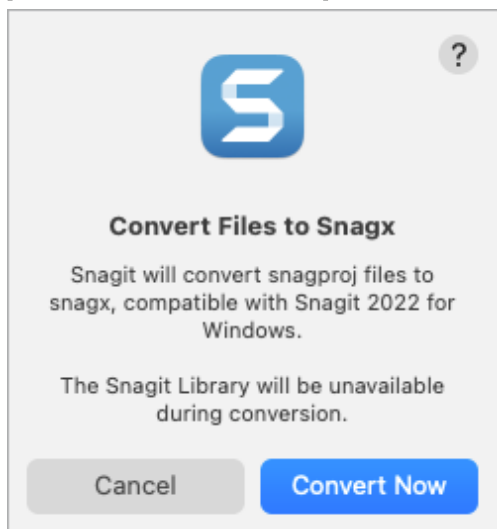 ?
Convert Files to Snagx
Snagit will convert snagproj files to
snagx, compatible with Snagit 2022 for
Windows.
The Snagit Library will be unavailable
during conversion.
Cancel
Convert Now